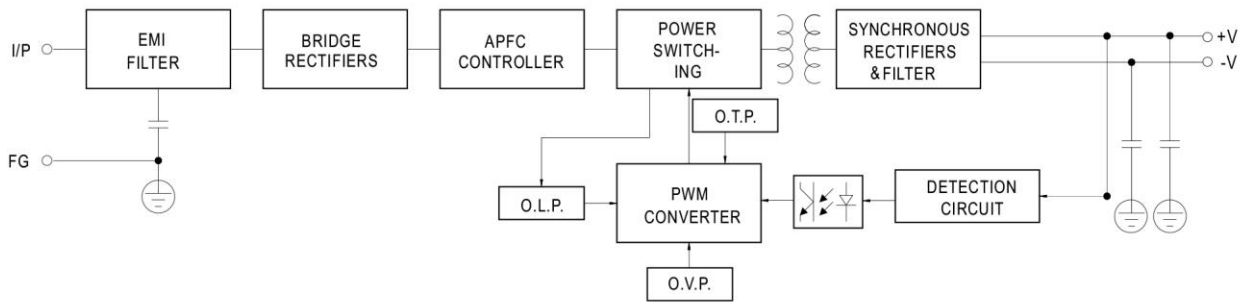 I/P
EMI
FILTER
BRIDGE
RECTIFIERS
APFC
CONTROLLER
POWER
SWITCH-
ING
SYNCHRONOUS
RECTIFIERS
&FILTER
+V
-V
O.T.P.
FG
O.L.P.
PWM
CONVERTER
DETECTION
CIRCUIT
O.V.P.